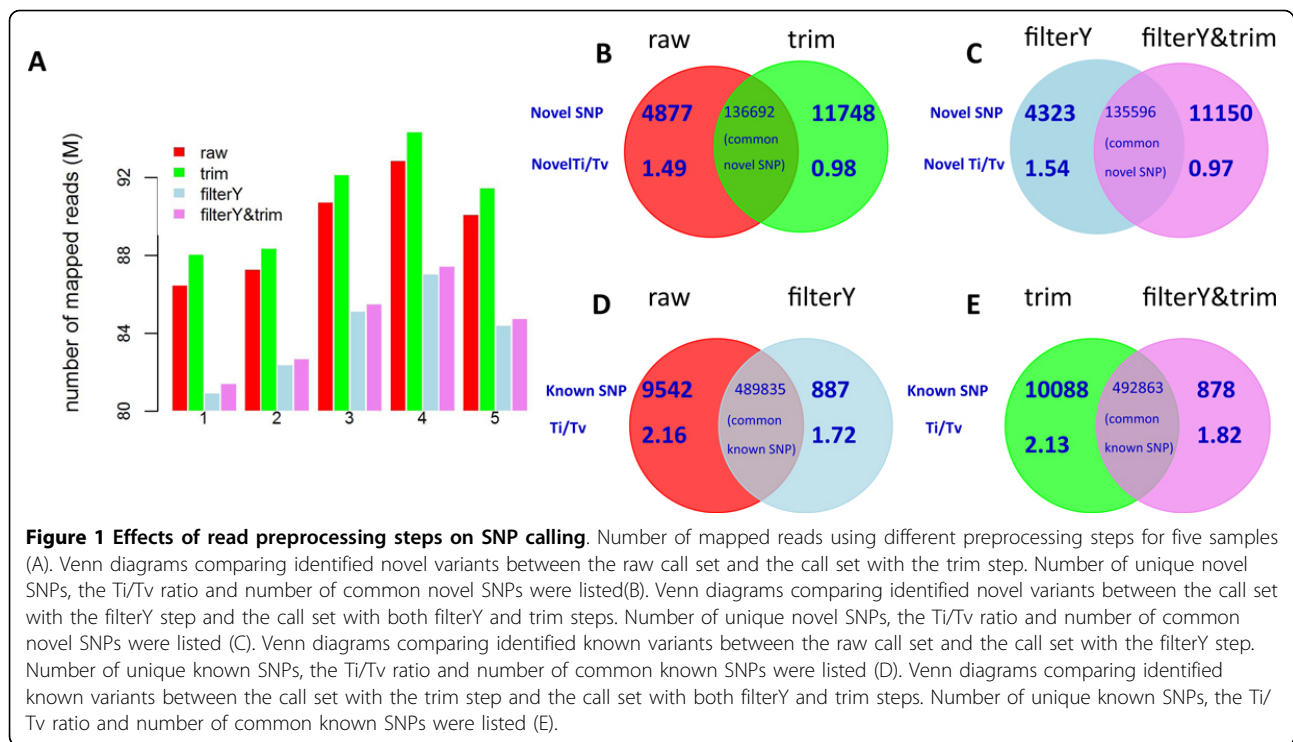 A
number of mapped reads (M)
92
88
84
80
raw
trim
filterY
filterY&trim
1 2 3 4 5
B
raw trim
Novel SNP 4877 136692 11748
(common
novel SNP)
NovelTi/Tv 1.49 0.98
C
filterY filterY&trim
Novel SNP 4323 135596 11150
(common
novel SNP)
Novel Ti/Tv 1.54 0.97
D
raw filterY
Known SNP 9542 489835 887
(common
known SNP)
Ti/Tv 2.16 1.72
E
trim filterY&trim
Known SNP 10088 492863 878
(common
known SNP)
Ti/Tv 2.13 1.82
Figure 1 Effects of read preprocessing steps on SNP calling. Number of mapped reads using different preprocessing steps for five samples
(A). Venn diagrams comparing identified novel variants between the raw call set and the call set with the trim step. Number of unique novel
SNPs, the Ti/Tv ratio and number of common novel SNPs were listed(B). Venn diagrams comparing identified novel variants between the call set
with the filterY step and the call set with both filterY and trim steps. Number of unique novel SNPs, the Ti/Tv ratio and number of common
novel SNPs were listed (C). Venn diagrams comparing identified known variants between the raw call set and the call set with the filterY step.
Number of unique known SNPs, the Ti/Tv ratio and number of common known SNPs were listed (D). Venn diagrams comparing identified
known variants between the call set with the trim step and the call set with both filterY and trim steps. Number of unique known SNPs, the Ti/
Tv ratio and number of common known SNPs were listed (E).